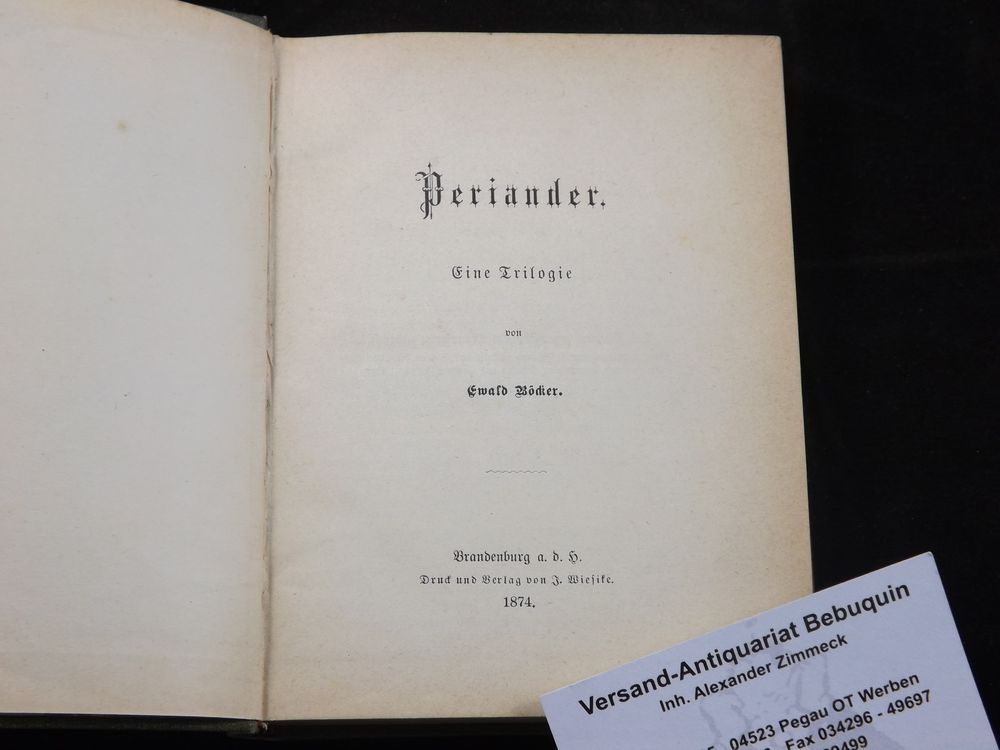 Periander.
Eine Trilogie
von
Ewald Böcker.
Brandenburg a. d. H.
Druck und Verlag von J. Wiesike.
1874.
Versand-Antiquariat Bebuquin
Inh. Alexander Zimmeck
04523 Pegau OT Werben
Fax 034296 - 49697